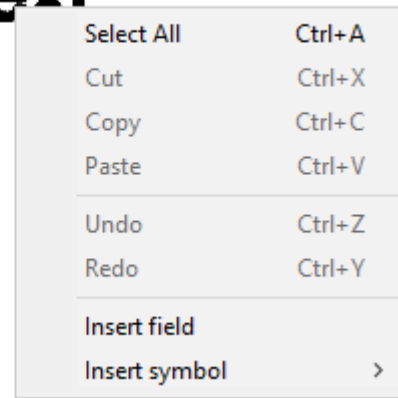 Select All Ctrl+A
Cut Ctrl+X
Copy Ctrl+C
Paste Ctrl+V
Undo Ctrl+Z
Redo Ctrl+Y
Insert field
Insert symbol >